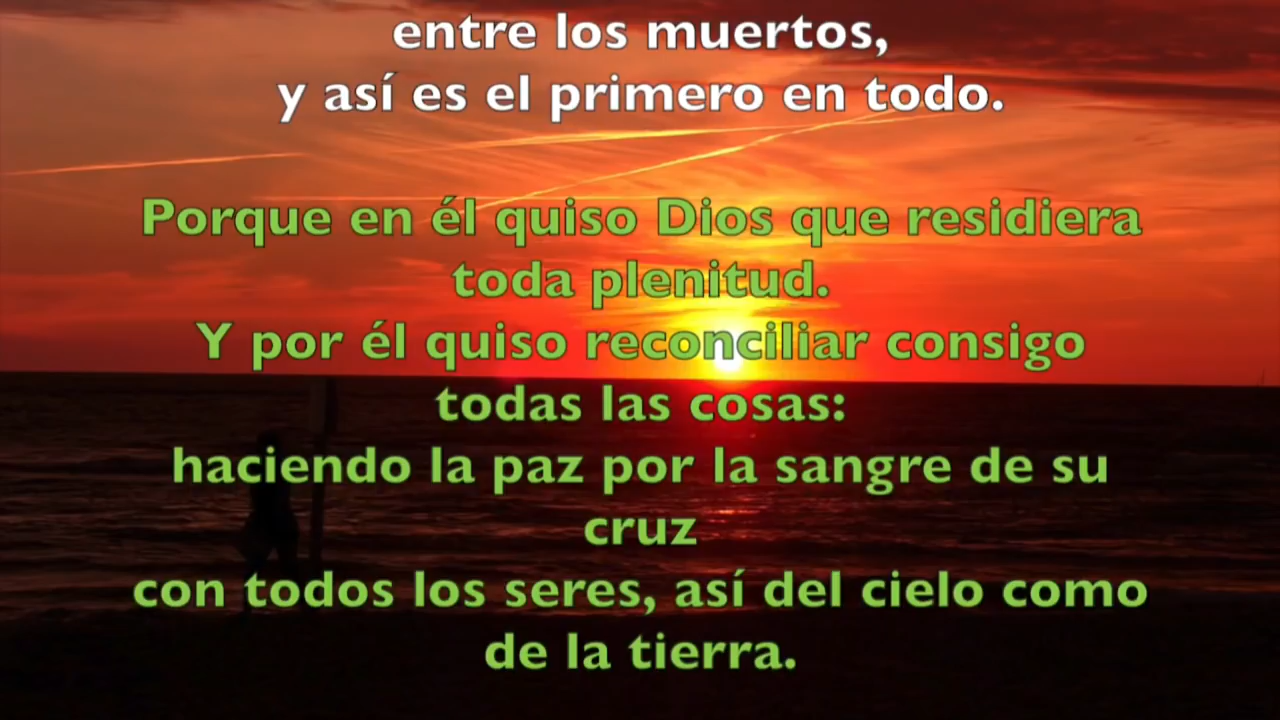 entre los muertos,
y así es el primero en todo.
Porque en él quiso Dios que residiera
toda plenitud.
Y por él quiso reconciliar consigo
todas las cosas:
haciendo la paz por la sangre de su
cruz
con todos los seres, así del cielo como
de la tierra.